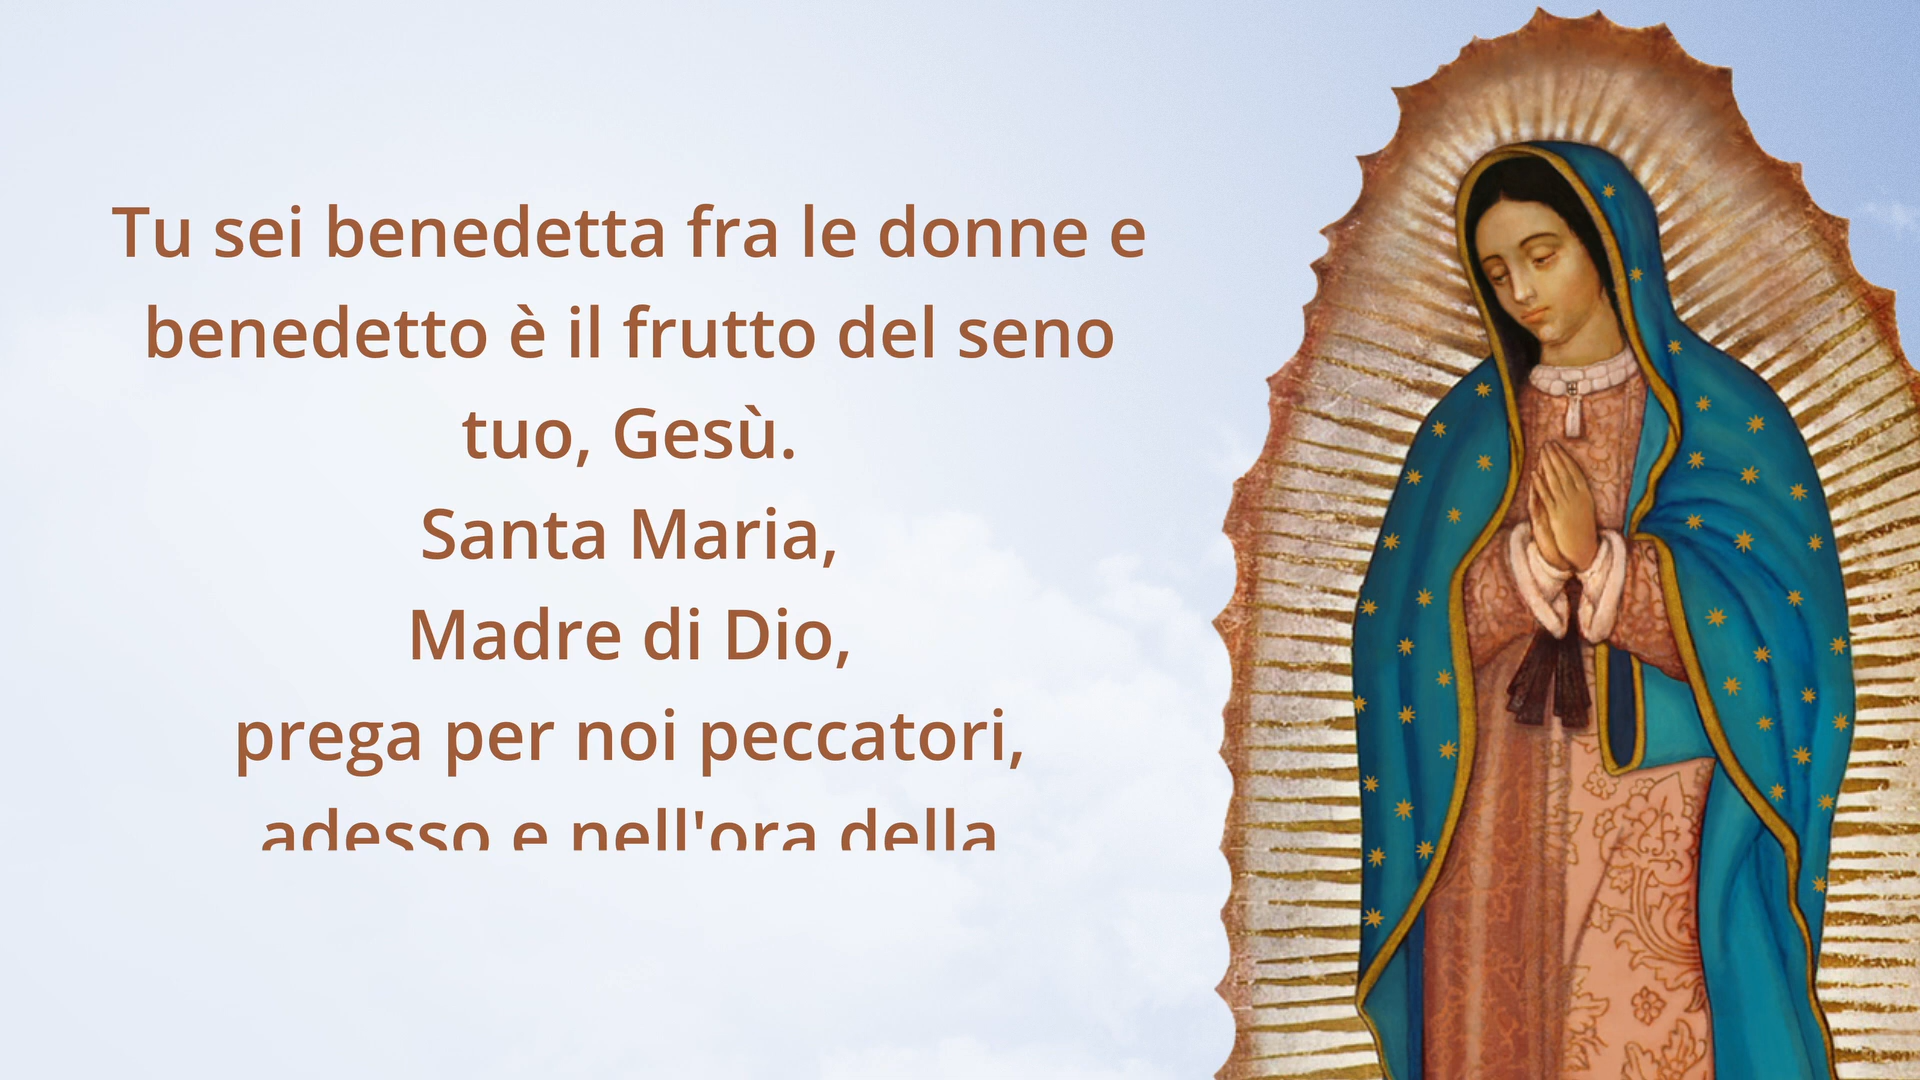 Tu sei benedetta fra le donne e
benedetto è il frutto del seno
tuo, Gesù.
Santa Maria,
Madre di Dio,
prega per noi peccatori,
adesso e nell'ora della